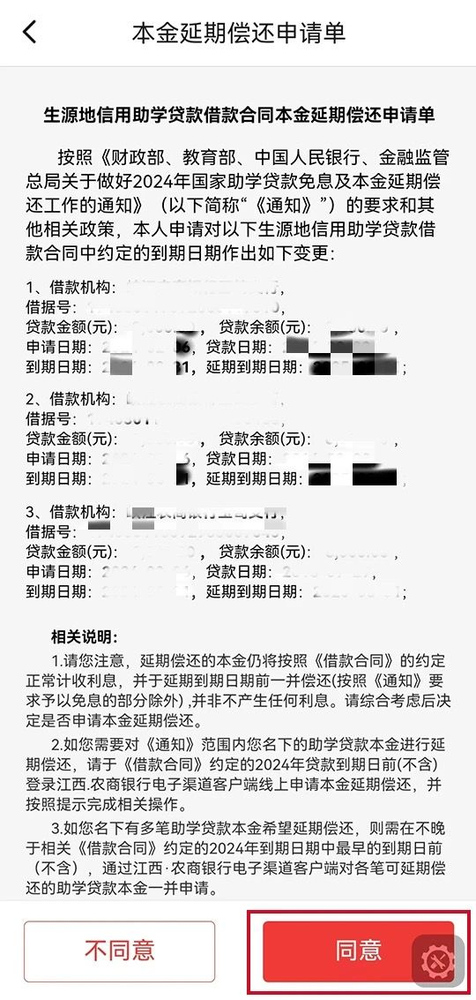 本金延期偿还申请单
生源地信用助学贷款借款合同本金延期偿还申请单
按照《财政部、教育部、中国人民银行、金融监管
总局关于做好2024年国家助学贷款免息及本金延期偿
还工作的通知》（以下简称“《通知》”）的要求和其
他相关政策，本人申请对以下生源地信用助学贷款借
款合同中约定的到期日期作出如下变更：
1、借款机构：
借据号：
贷款金额(元)： ，贷款余额(元)： ，
申请日期： ，贷款日期：
到期日期： ，延期到期日期： ；
2、借款机构：
借据号：
贷款金额(元)： ，贷款余额(元)： ，
申请日期： ，贷款日期：
到期日期： ，延期到期日期：
3、借款机构：
借据号：
贷款金额(元)： ，贷款余额(元)： ，
申请日期： ，贷款日期： ，
到期日期： ，延期到期日期： ；
相关说明：
1.请您注意，延期偿还的本金仍将按照《借款合同》的约定
正常计收利息，并于延期到期日期前一并偿还(按照《通知》要
求予以免息的部分除外) ,并非不产生任何利息。请综合考虑后决
定是否申请本金延期偿还。
2.如您需要对《通知》范围内您名下的助学贷款本金进行延
期偿还，请于《借款合同》约定的2024年贷款到期日前(不含)
登录江西.农商银行电子渠道客户端线上申请本金延期偿还，并
按照提示完成相关操作。
3.如您名下有多笔助学贷款本金希望延期偿还，则需在不晚
于相关《借款合同》约定的2024年到期日期中最早的到期日前
（不含），通过江西·农商银行电子渠道客户端对各笔可延期偿
还的助学贷款本金一并申请。
不同意 同意